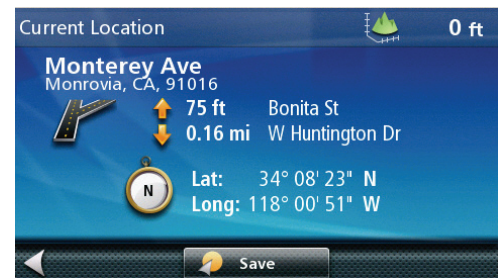 Current Location 0 ft
Monterey Ave
Monrovia, CA, 91016
75 ft Bonita St
0.16 mi W Huntington Dr
N
Lat: 34° 08' 23" N
Long: 118° 00' 51" W
Save